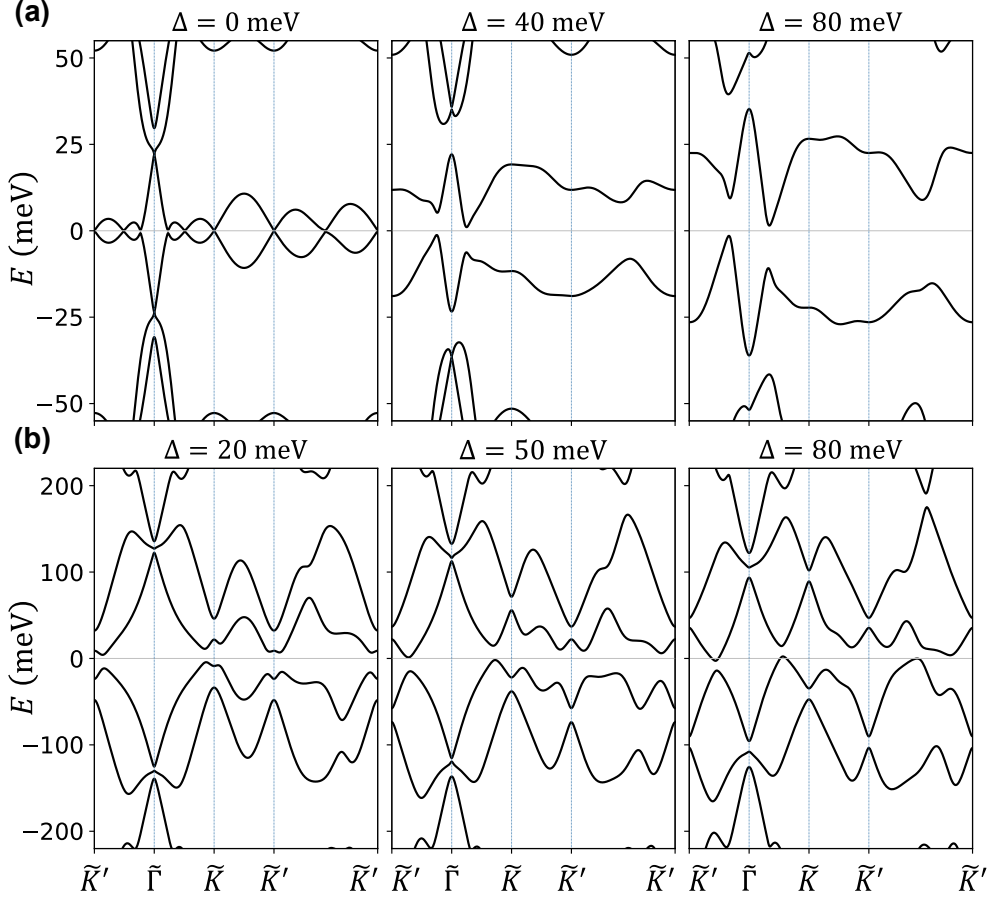 (a)
Δ = 0 meV
Δ = 40 meV
Δ = 80 meV
E (meV)
50
25
0
−25
−50
(b)
Δ = 20 meV
Δ = 50 meV
Δ = 80 meV
E (meV)
200
100
0
−100
−200
K̃′ Γ̃ K̃ K̃′ K̃′
K̃′ Γ̃ K̃ K̃′ K̃′
K̃′ Γ̃ K̃ K̃′ K̃′